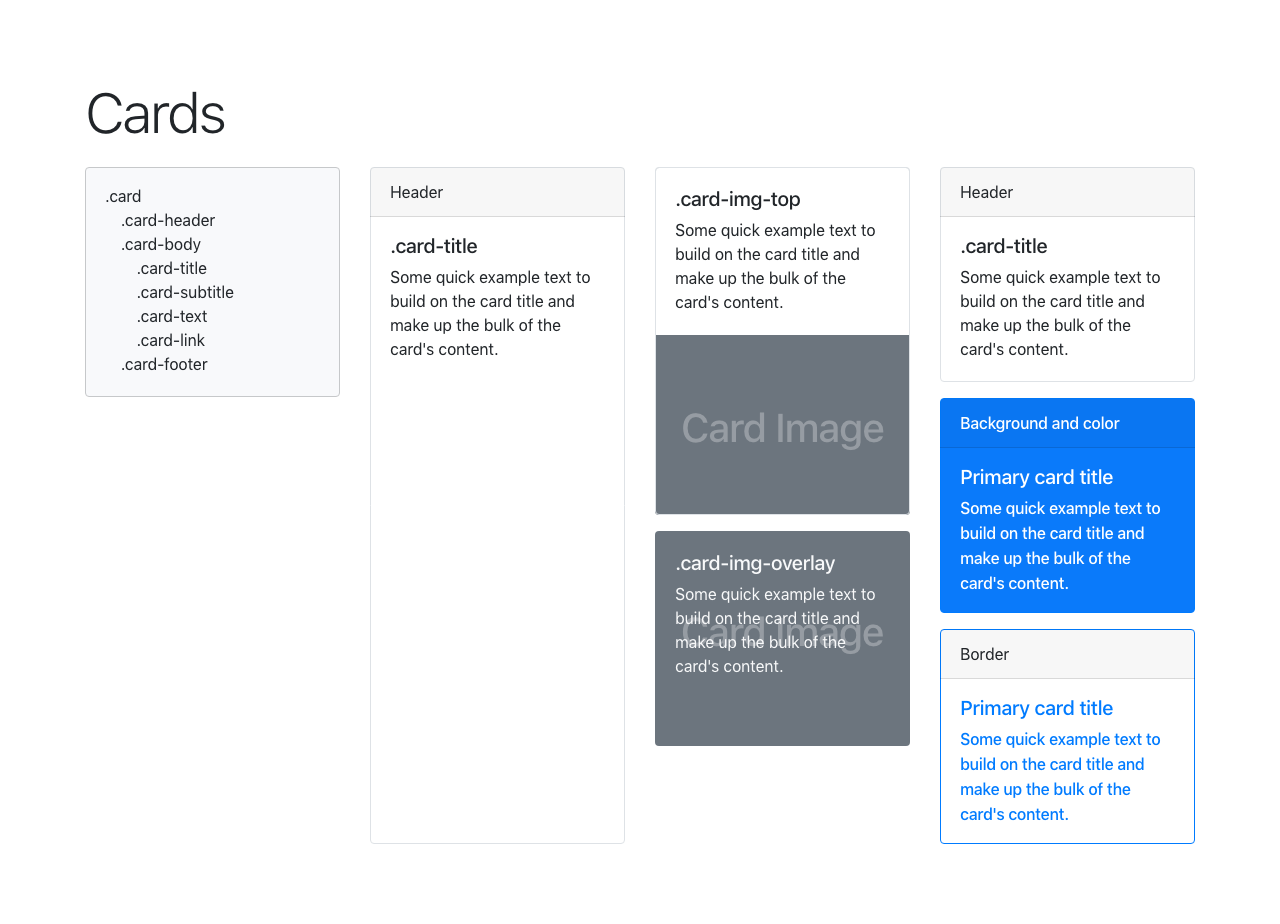 Cards
.card
.card-header
.card-body
.card-title
.card-subtitle
.card-text
.card-link
.card-footer
Header
.card-title
Some quick example text to
build on the card title and
make up the bulk of the
card's content.
.card-img-top
Some quick example text to
build on the card title and
make up the bulk of the
card's content.
Card Image
.card-img-overlay
Some quick example text to
build on the card title and
Card Image
make up the bulk of the
card's content.
Header
.card-title
Some quick example text to
build on the card title and
make up the bulk of the
card's content.
Background and color
Primary card title
Some quick example text to
build on the card title and
make up the bulk of the
card's content.
Border
Primary card title
Some quick example text to
build on the card title and
make up the bulk of the
card's content.